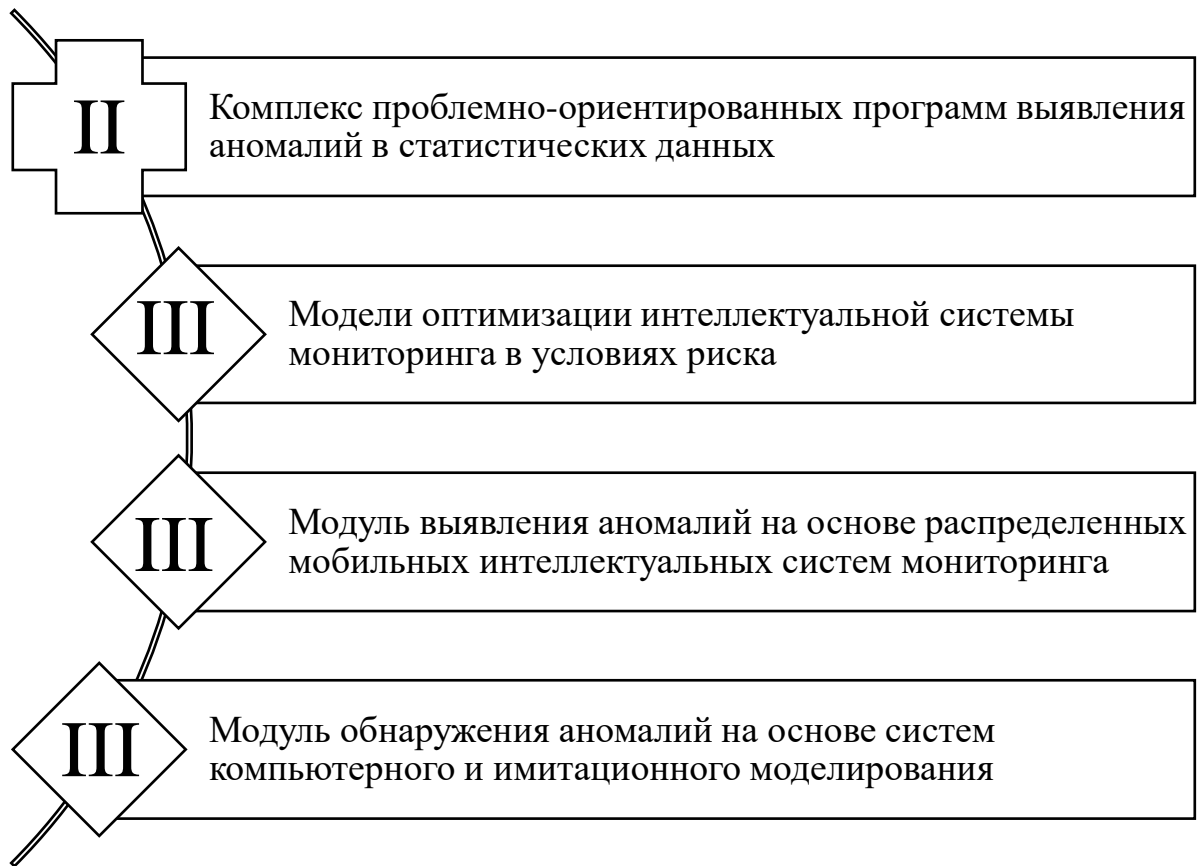 II
Комплекс проблемно-ориентированных программ выявления
аномалий в статистических данных
III
Модели оптимизации интеллектуальной системы
мониторинга в условиях риска
III
Модуль выявления аномалий на основе распределенных
мобильных интеллектуальных систем мониторинга
III
Модуль обнаружения аномалий на основе систем
компьютерного и имитационного моделирования